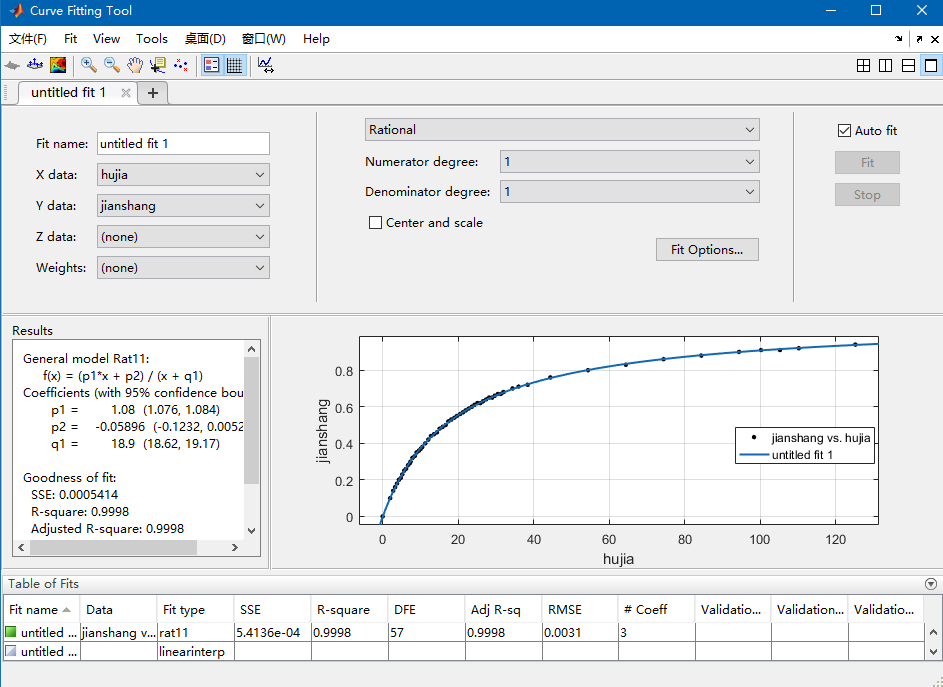 Curve Fitting Tool
文件(F) Fit View Tools 桌面(D) 窗口(W) Help
untitled fit 1
Fit name: untitled fit 1
X data: hujia
Y data: jianshang
Z data: (none)
Weights: (none)
Rational
Numerator degree: 1
Denominator degree: 1
Center and scale
Fit Options...
Auto fit
Fit
Stop
Results
General model Rat11:
f(x) = (p1*x + p2) / (x + q1)
Coefficients (with 95% confidence bou
p1 = 1.08 (1.076, 1.084)
p2 = -0.05896 (-0.1232, 0.0052
q1 = 18.9 (18.62, 19.17)
Goodness of fit:
SSE: 0.0005414
R-square: 0.9998
Adjusted R-square: 0.9998
jianshang
0.8
0.6
0.4
0.2
0
0 20 40 60 80 100 120
hujia
jianshang vs. hujia
untitled fit 1
Table of Fits
Fit name Data Fit type SSE R-square DFE Adj R-sq RMSE # Coeff Validatio... Validation... Validatio...
untitled ... jianshang v... rat11 5.4136e-04 0.9998 57 0.9998 0.0031 3
untitled ... linearinterp